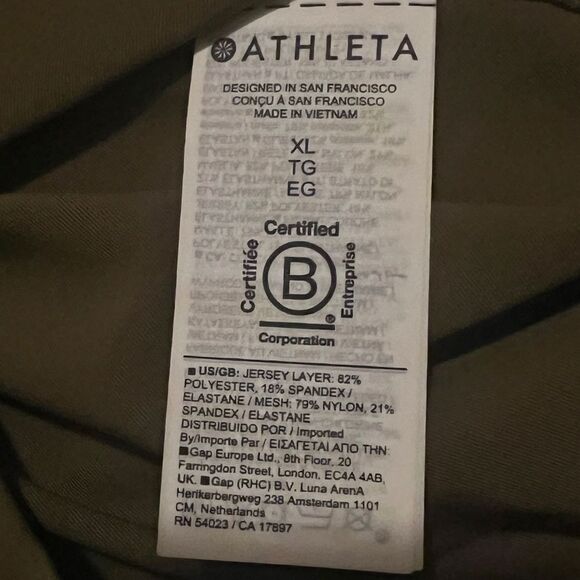 ATHLETA
DESIGNED IN SAN FRANCISCO
CONÇU À SAN FRANCISCO
MADE IN VIETNAM
XL
TG
EG
Certified
Certifiée
B
Entreprise
®
Corporation
■ US/GB: JERSEY LAYER: 82%
POLYESTER, 18% SPANDEX /
ELASTANE / MESH: 79% NYLON, 21%
SPANDEX / ELASTANE
DISTRIBUIDO POR / Imported
By/Importe Par / ΕΙΣΑΓΕΤΑΙ ΑΠΟ ΤΗΝ:
■Gap Europe Ltd., 8th Floor, 20
Farringdon Street, London, EC4A 4AB,
UK. ■Gap (RHC) B.V. Luna ArenA
Herikerbergweg 238 Amsterdam 1101
CM, Netherlands
RN 54023 / CA 17897